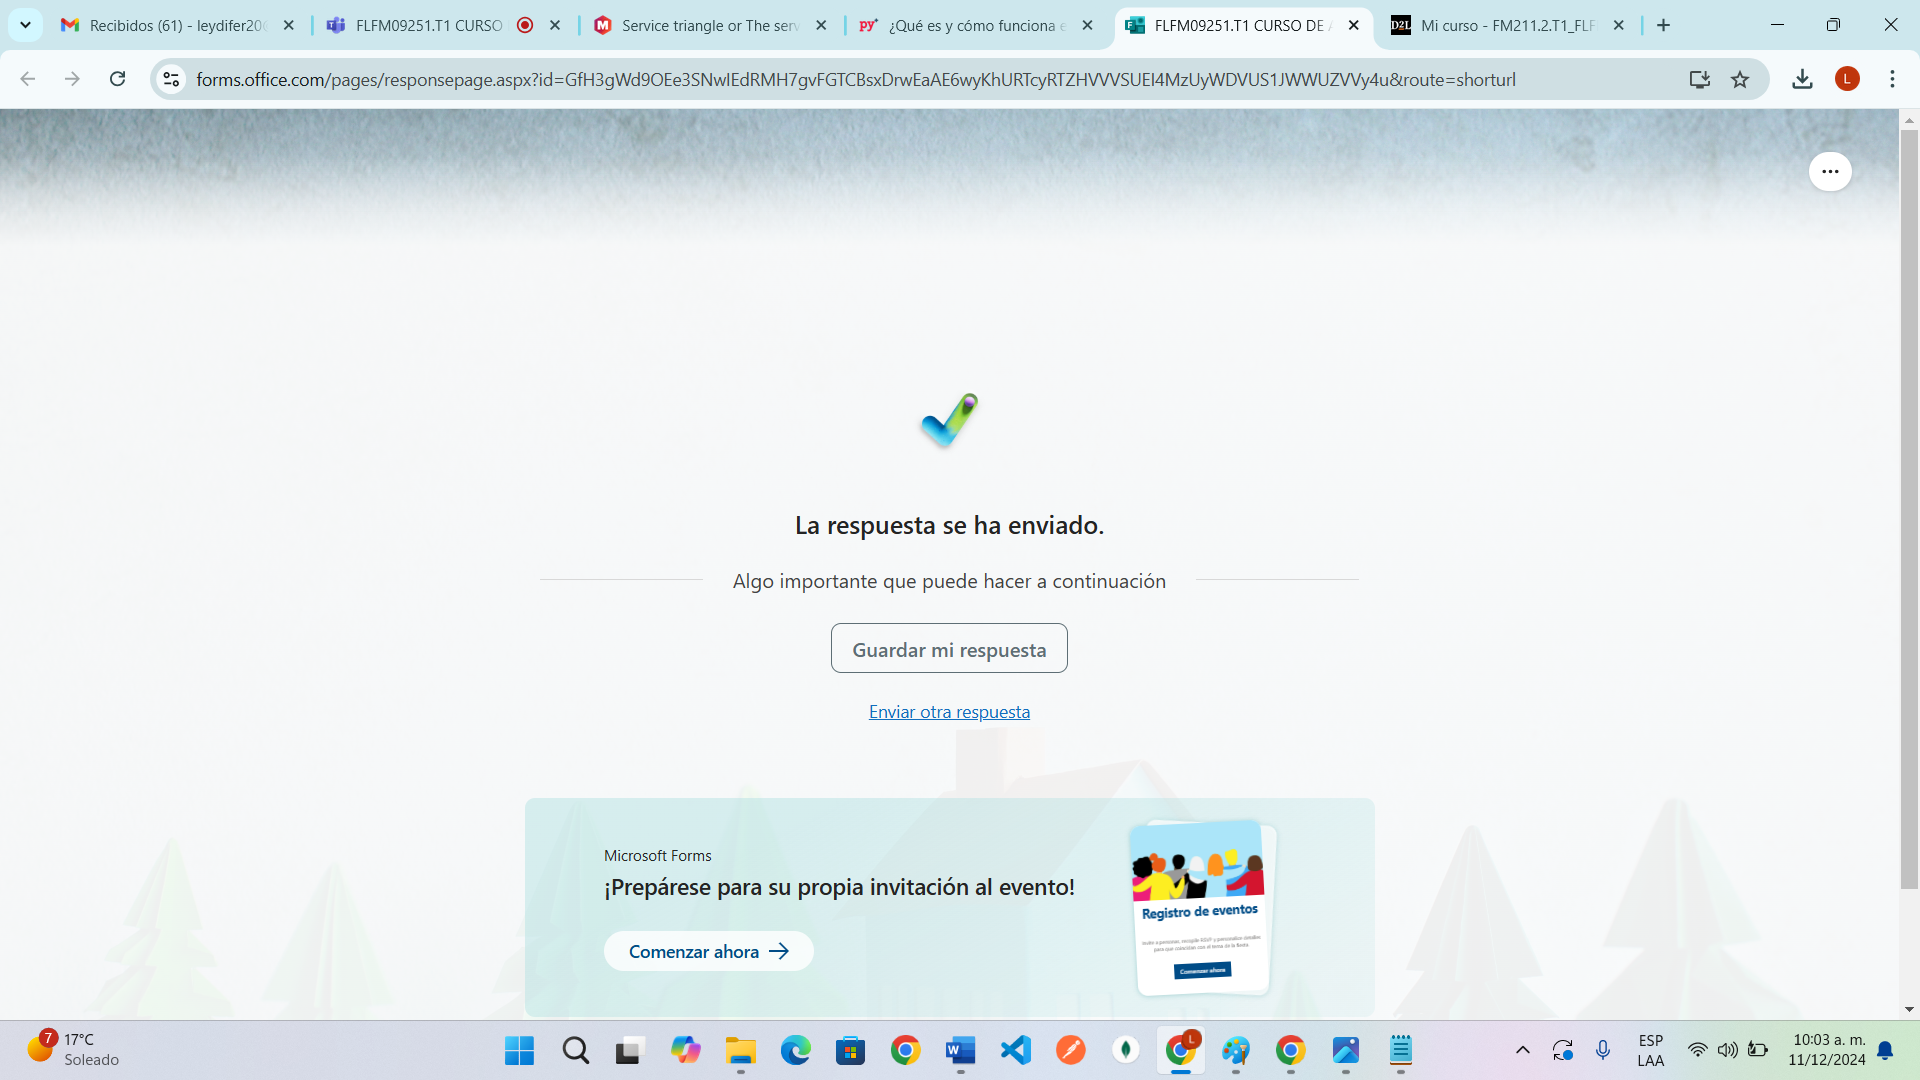 Recibidos (61) - leydifer206
FLFM09251.T1 CURSO
Service triangle or The serv
¿Qué es y cómo funciona e
FLFM09251.T1 CURSO DE A
D2L
Mi curso - FM211.2.T1_FLF
forms.office.com/pages/responsepage.aspx?id=GfH3gWd9OEe3SNwIEdRMH7gvFGTCBsxDrwEaAE6wyKhURTcyRTZHVVVSUEI4MzUyWDVUS1JWWUZVVy4u&route=shorturl
L
La respuesta se ha enviado.
Algo importante que puede hacer a continuación
Guardar mi respuesta
Enviar otra respuesta
Microsoft Forms
¡Prepárese para su propia invitación al evento!
Comenzar ahora
Registro de eventos
Comenzar ahora
7
17°C
Soleado
L
ESP
LAA
10:03 a. m.
11/12/2024